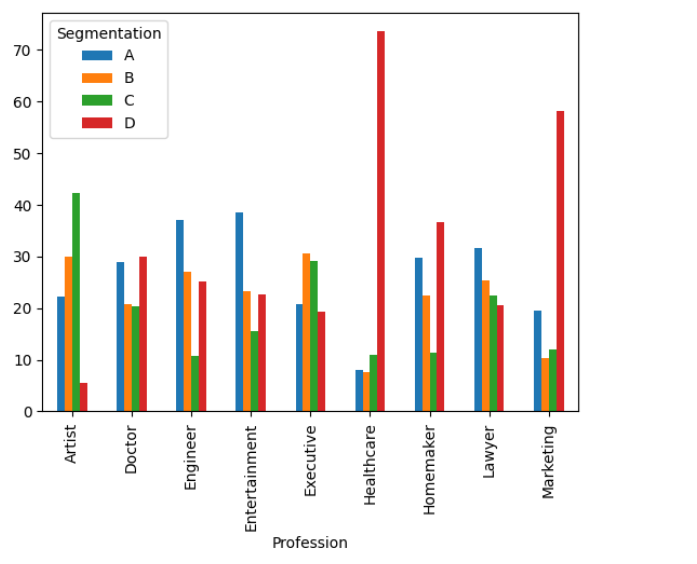 Segmentation
A
B
C
D
70
60
50
40
30
20
10
0
Artist
Doctor
Engineer
Entertainment
Executive
Healthcare
Homemaker
Lawyer
Marketing
Profession